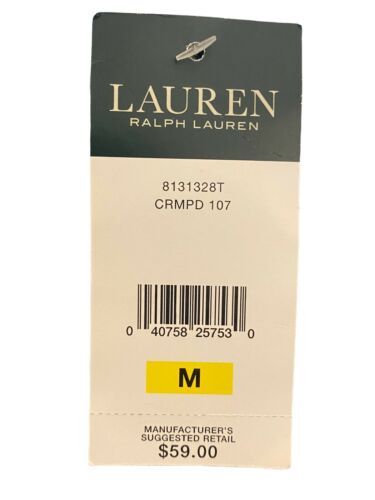 LAUREN
RALPH LAUREN
8131328T
CRMPD 107
0 40758 25753 0
M
MANUFACTURER'S
SUGGESTED RETAIL
$59.00